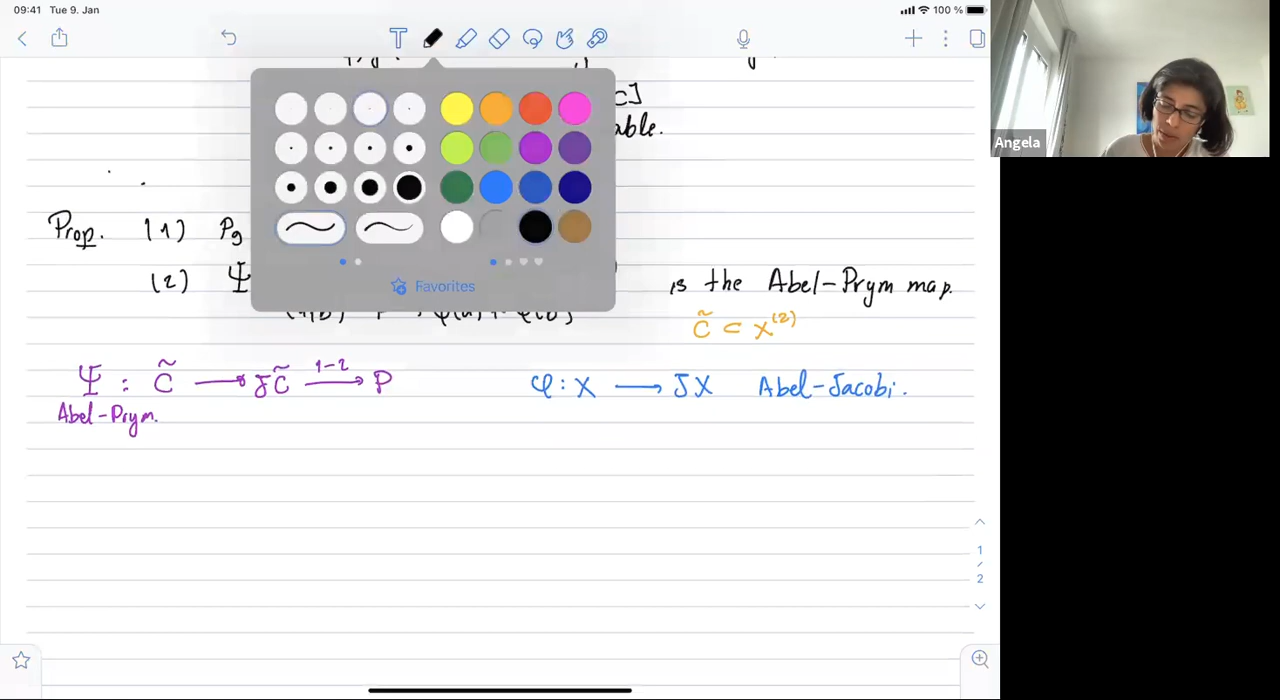 09:41 Tue 9. Jan 100 %
T
C]
able.
Angela
Prop. (1) Pg
(2) Ψ is the Abel-Prym map.
Favorites
C̃ ⊂ X⁽²⁾
Ψ : C̃ → JC̃ 1-2→ P φ : X → JX Abel-Jacobi.
Abel-Prym.
1
/
2